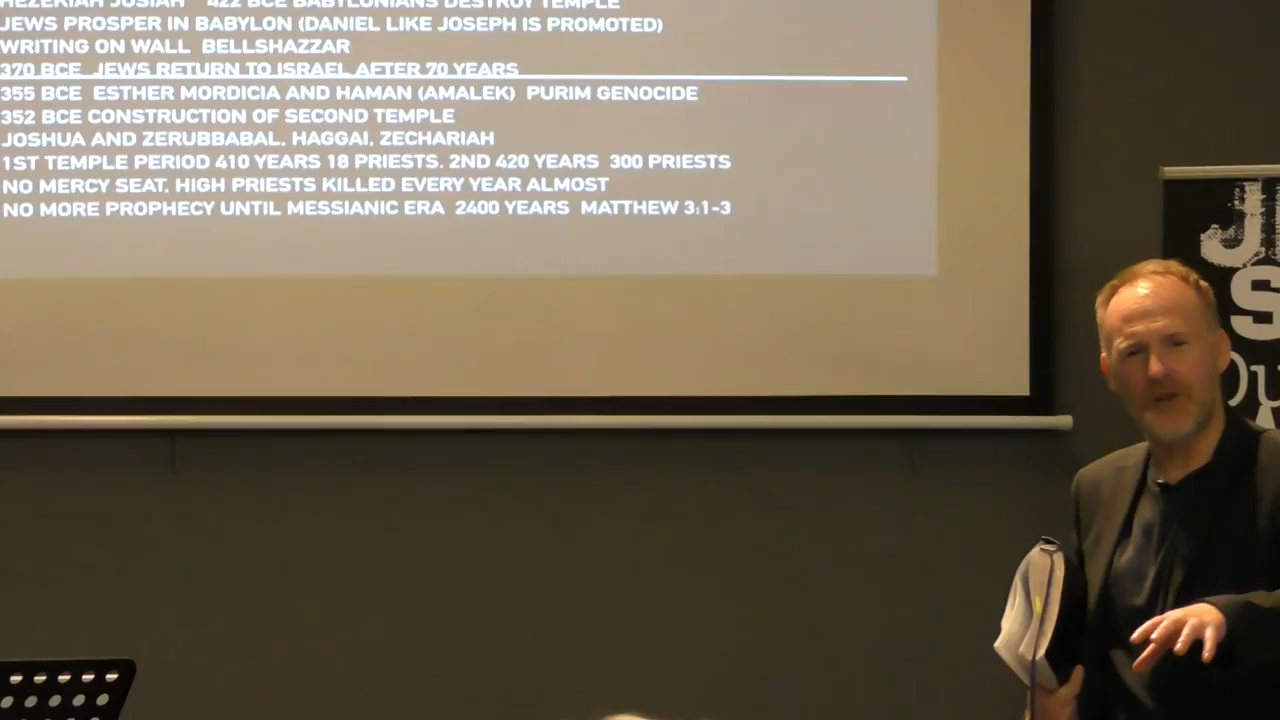 HEZEKIAH JOSIAH 422 BCE BABYLONIANS DESTROY TEMPLE
JEWS PROSPER IN BABYLON (DANIEL LIKE JOSEPH IS PROMOTED)
WRITING ON WALL BELLSHAZZAR
370 BCE JEWS RETURN TO ISRAEL AFTER 70 YEARS
355 BCE ESTHER MORDICIA AND HAMAN (AMALEK) PURIM GENOCIDE
352 BCE CONSTRUCTION OF SECOND TEMPLE
JOSHUA AND ZERUBBABAL, HAGGAI, ZECHARIAH
1ST TEMPLE PERIOD 410 YEARS 18 PRIESTS. 2ND 420 YEARS 300 PRIESTS
NO MERCY SEAT, HIGH PRIESTS KILLED EVERY YEAR ALMOST
NO MORE PROPHECY UNTIL MESSIANIC ERA 2400 YEARS MATTHEW 3:1-3